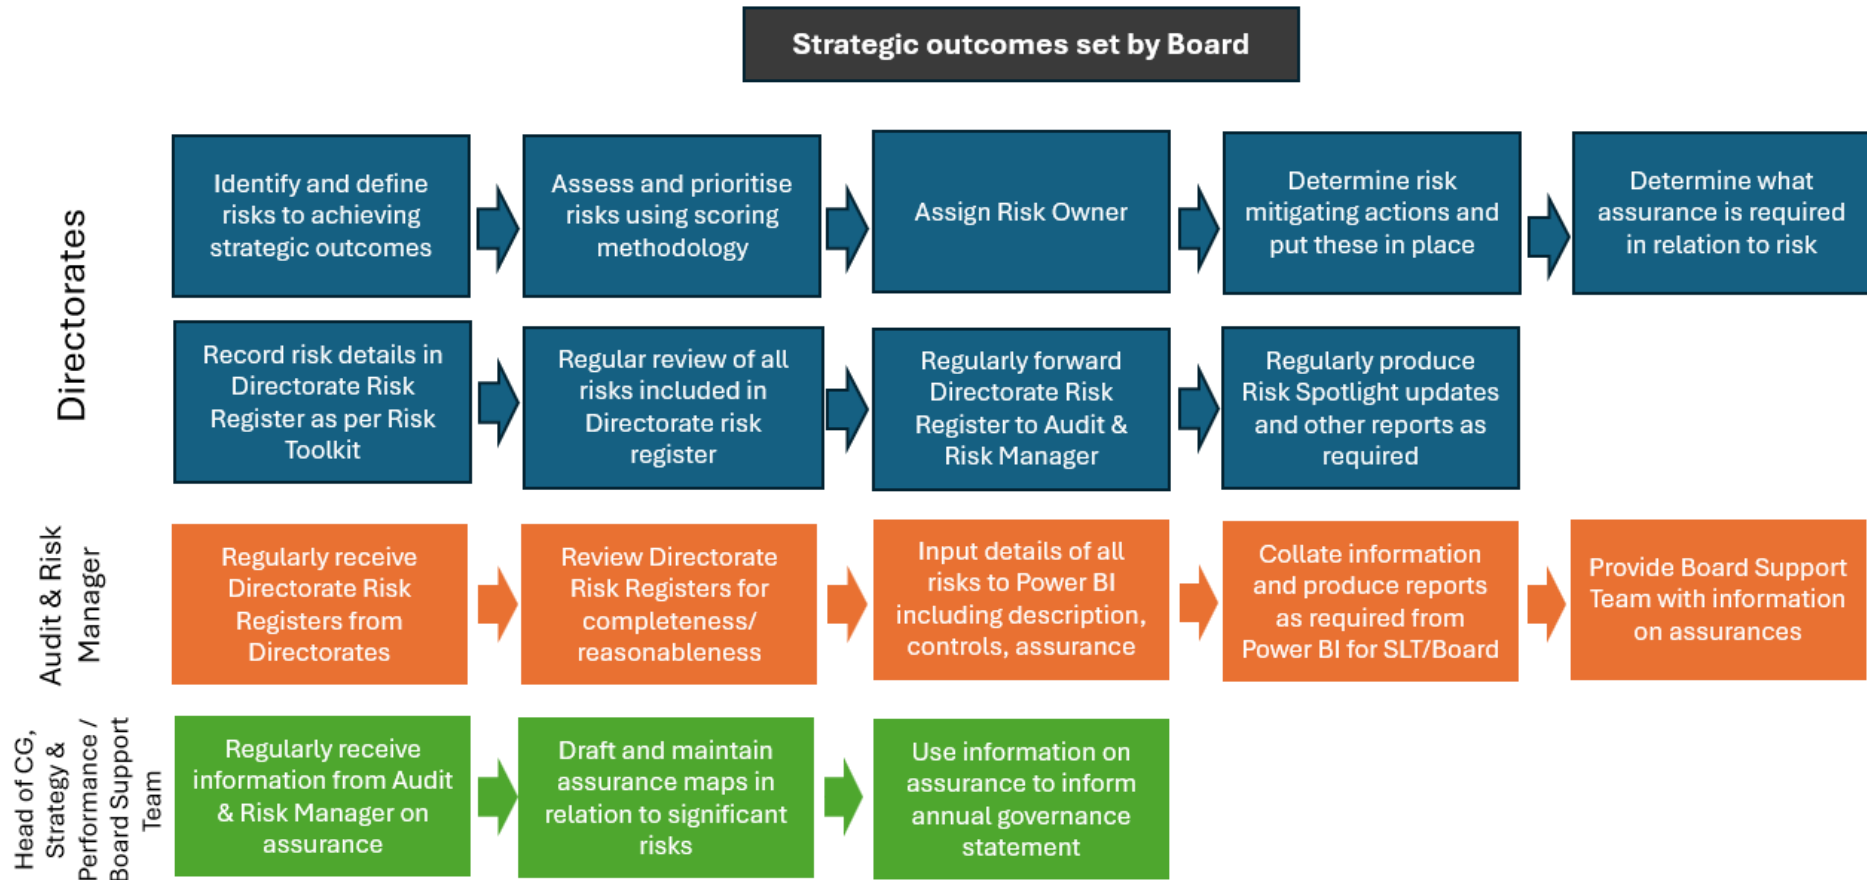 Strategic outcomes set by Board
Directorates
Identify and define
risks to achieving
strategic outcomes
Assess and prioritise
risks using scoring
methodology
Assign Risk Owner
Determine risk
mitigating actions and
put these in place
Determine what
assurance is required
in relation to risk
Record risk details in
Directorate Risk
Register as per Risk
Toolkit
Regular review of all
risks included in
Directorate risk
register
Regularly forward
Directorate Risk
Register to Audit &
Risk Manager
Regularly produce
Risk Spotlight updates
and other reports as
required
Audit & Risk
Manager
Regularly receive
Directorate Risk
Registers from
Directorates
Review Directorate
Risk Registers for
completeness/
reasonableness
Input details of all
risks to Power BI
including description,
controls, assurance
Collate information
and produce reports
as required from
Power BI for SLT/Board
Provide Board Support
Team with information
on assurances
Head of CG,
Strategy &
Performance /
Board Support
Team
Regularly receive
information from Audit
& Risk Manager on
assurance
Draft and maintain
assurance maps in
relation to significant
risks
Use information on
assurance to inform
annual governance
statement